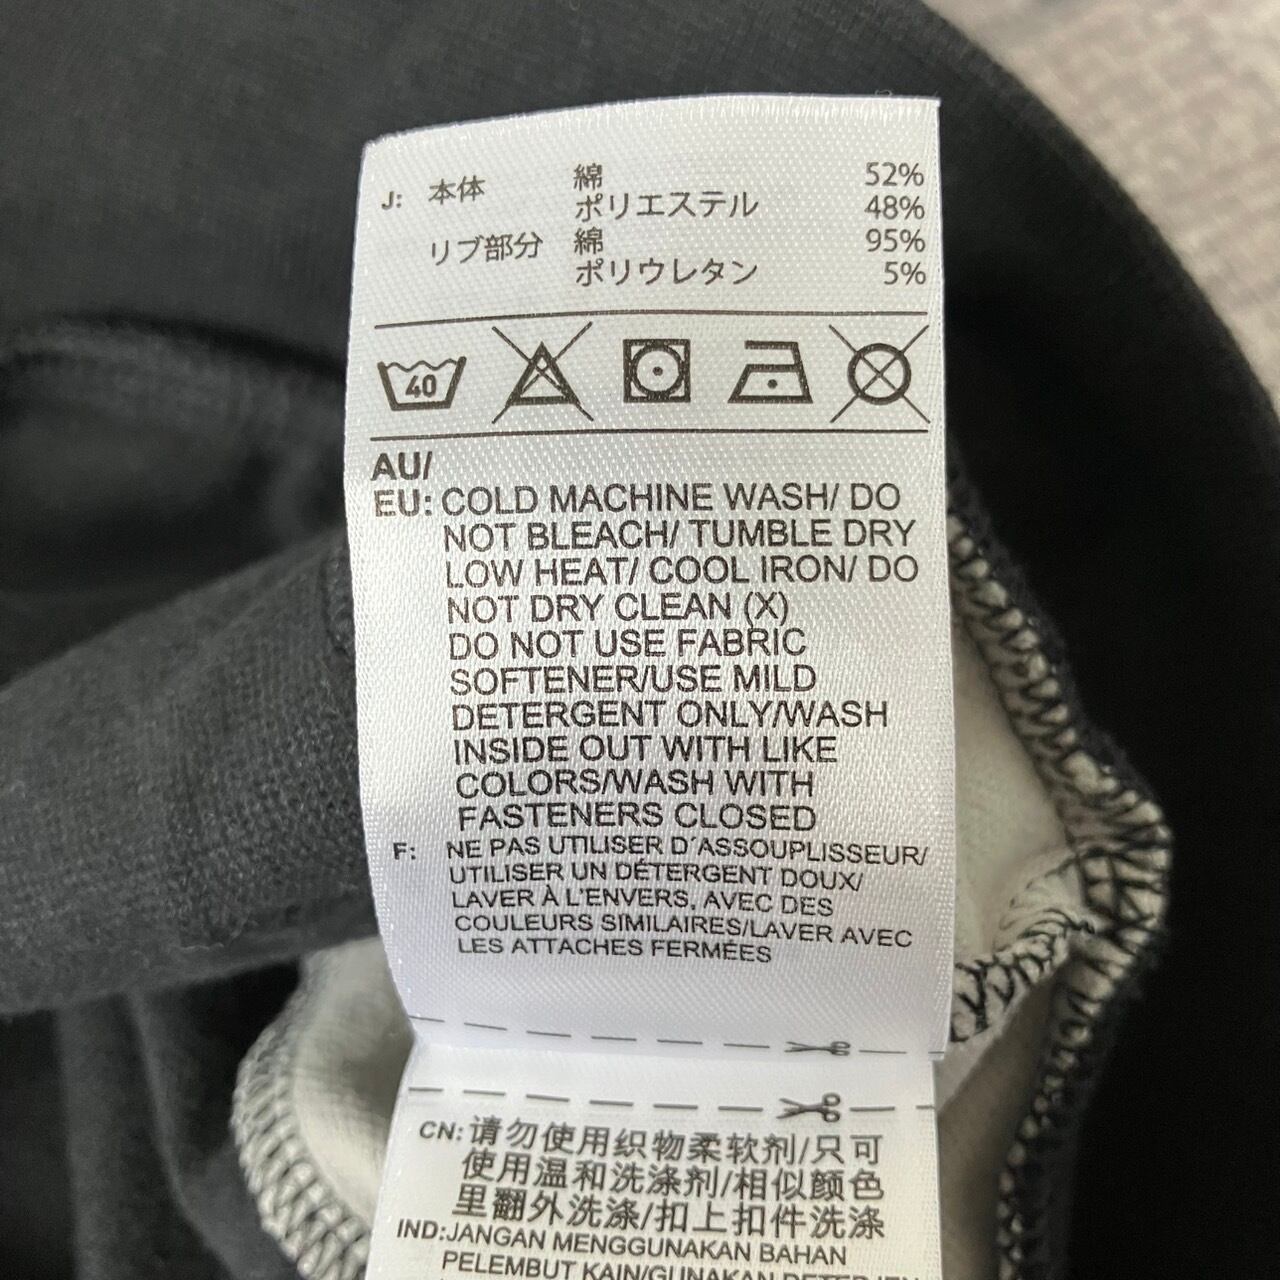 J: 本体 綿 52%
ポリエステル 48%
リブ部分 綿 95%
ポリウレタン 5%
40
AU/
EU: COLD MACHINE WASH/ DO
NOT BLEACH/ TUMBLE DRY
LOW HEAT/ COOL IRON/ DO
NOT DRY CLEAN (X)
DO NOT USE FABRIC
SOFTENER/USE MILD
DETERGENT ONLY/WASH
INSIDE OUT WITH LIKE
COLORS/WASH WITH
FASTENERS CLOSED
F: NE PAS UTILISER D´ASSOUPLISSEUR/
UTILISER UN DÉTERGENT DOUX/
LAVER À L'ENVERS, AVEC DES
COULEURS SIMILAIRES/LAVER AVEC
LES ATTACHES FERMÉES
CN: 请勿使用织物柔软剂/只可
使用温和洗涤剂/相似颜色
里翻外洗涤/扣上扣件洗涤
IND:JANGAN MENGGUNAKAN BAHAN
PELEMBUT KAIN/GUNAKAN